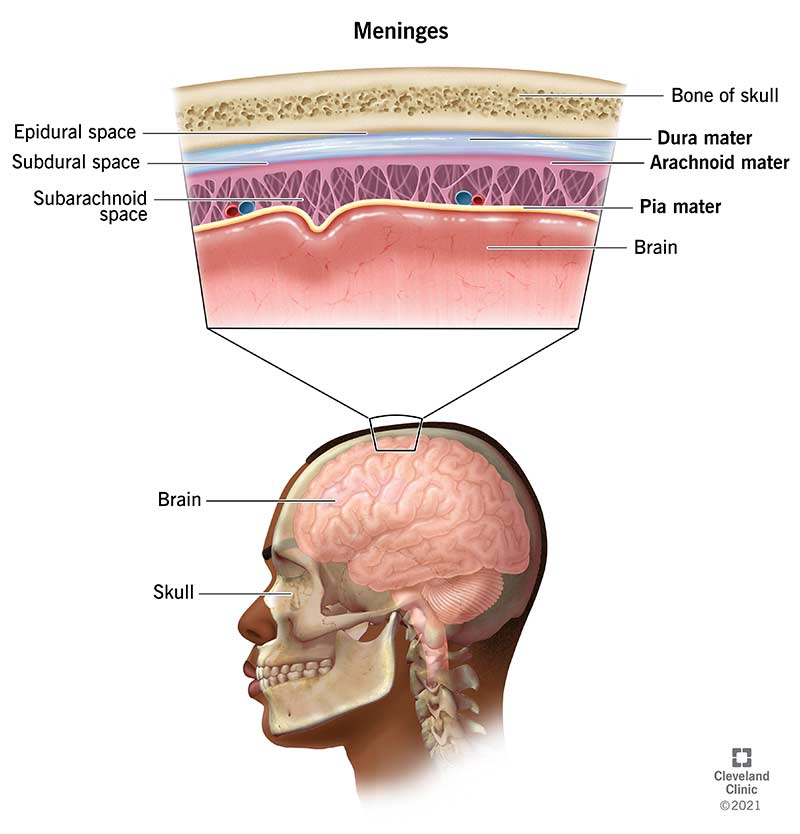 Meninges
Bone of skull
Epidural space
Dura mater
Subdural space
Arachnoid mater
Subarachnoid
space
Pia mater
Brain
Brain
Skull
Cleveland
Clinic
©2021